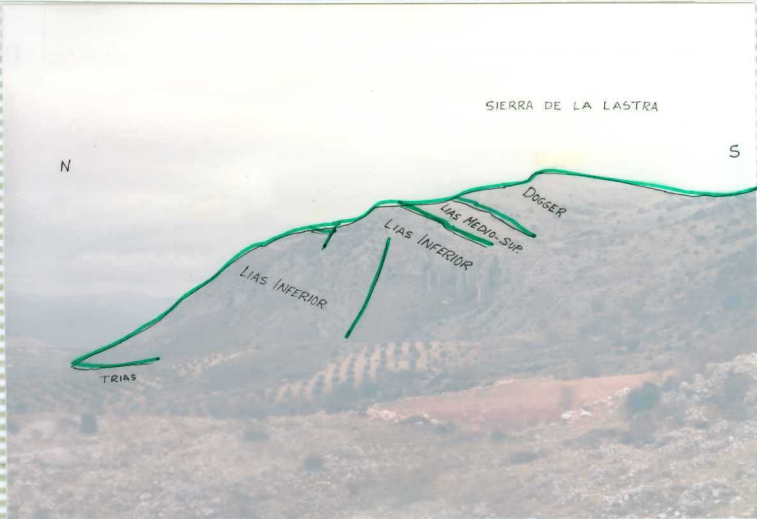 SIERRA DE LA LASTRA
N
S
DOGGER
LIAS MEDIO-SUP.
LIAS INFERIOR
LIAS INFERIOR
TRIAS